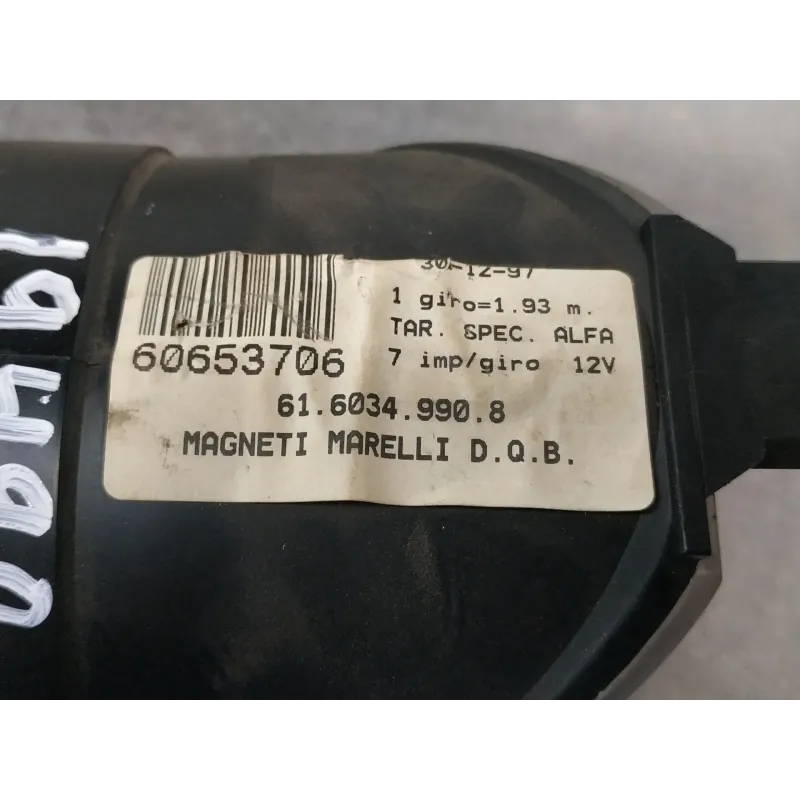 30-12-97
1 giro=1.93 m.
TAR. SPEC. ALFA
60653706
7 imp/giro 12V
61.6034.990.8
MAGNETI MARELLI D.Q.B.